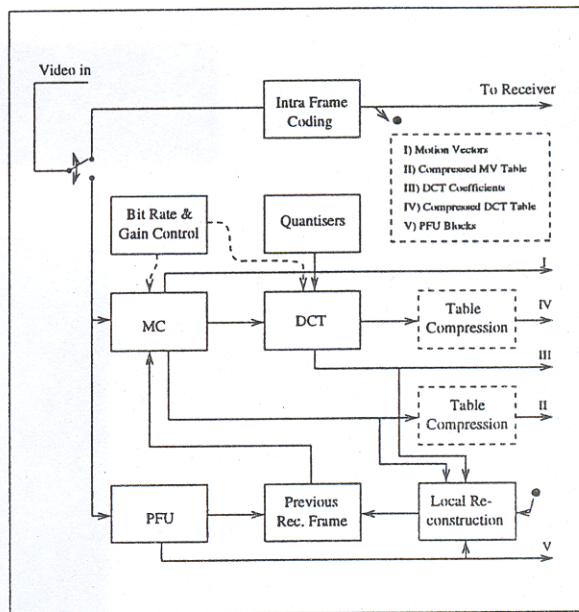 Video in
To Receiver
Intra Frame
Coding
I) Motion Vectors
II) Compressed MV Table
III) DCT Coefficients
IV) Compressed DCT Table
V) PFU Blocks
Bit Rate &
Gain Control
Quantisers
I
MC
DCT
Table
Compression
IV
III
Table
Compression
II
PFU
Previous
Rec. Frame
Local Re-
construction
V